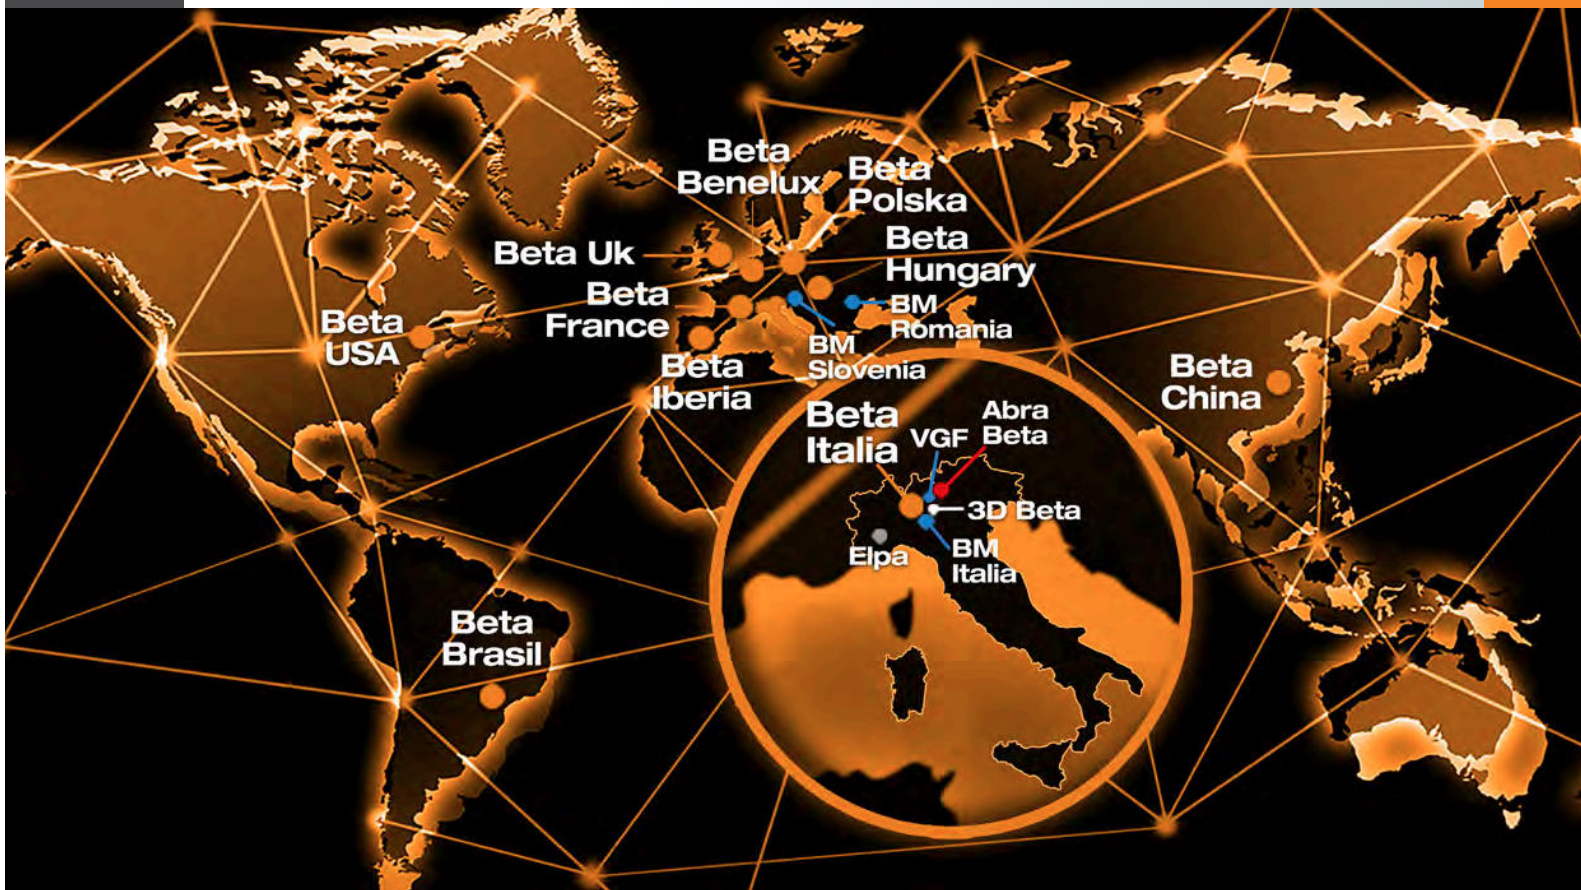 Beta
Benelux
Beta
Polska
Beta Uk
Beta
Hungary
Beta
France
BM
Romania
Beta
USA
BM
Slovenia
Beta
Iberia
Beta
China
Beta
Italia
VGF
Abra
Beta
3D Beta
Elpa
BM
Italia
Beta
Brasil